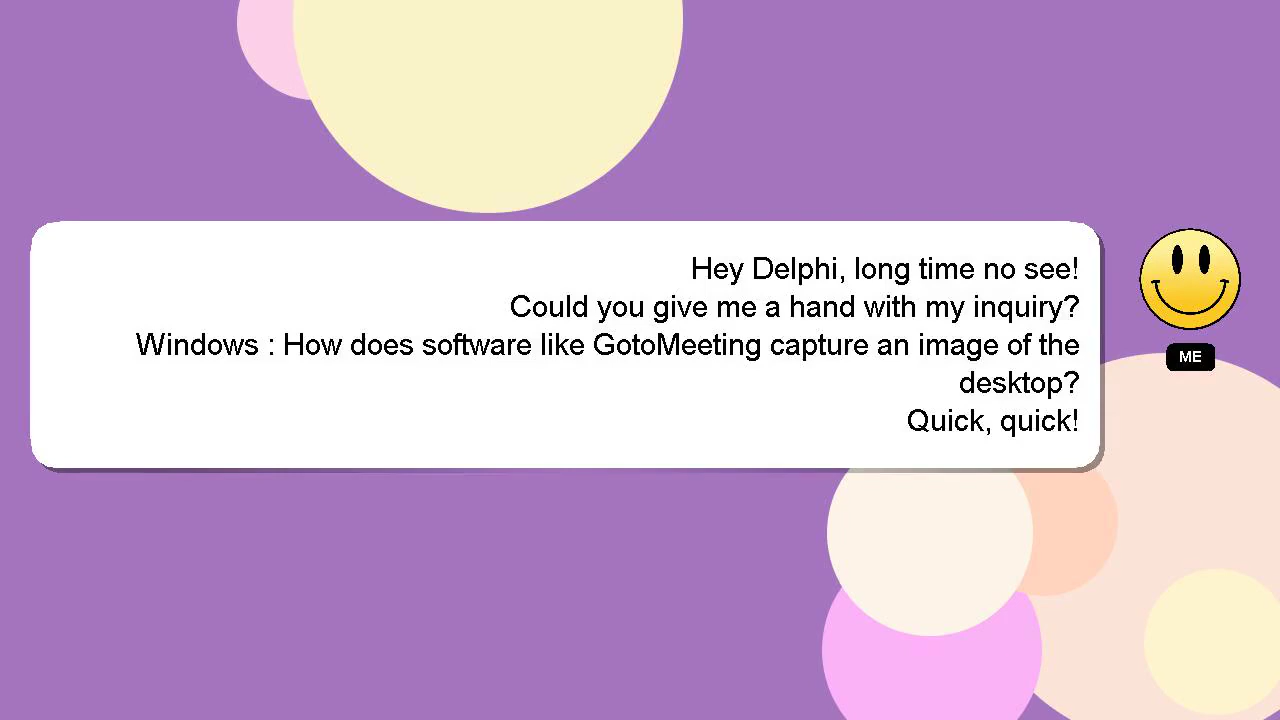 Hey Delphi, long time no see!
Could you give me a hand with my inquiry?
Windows : How does software like GotoMeeting capture an image of the
desktop?
Quick, quick!
ME